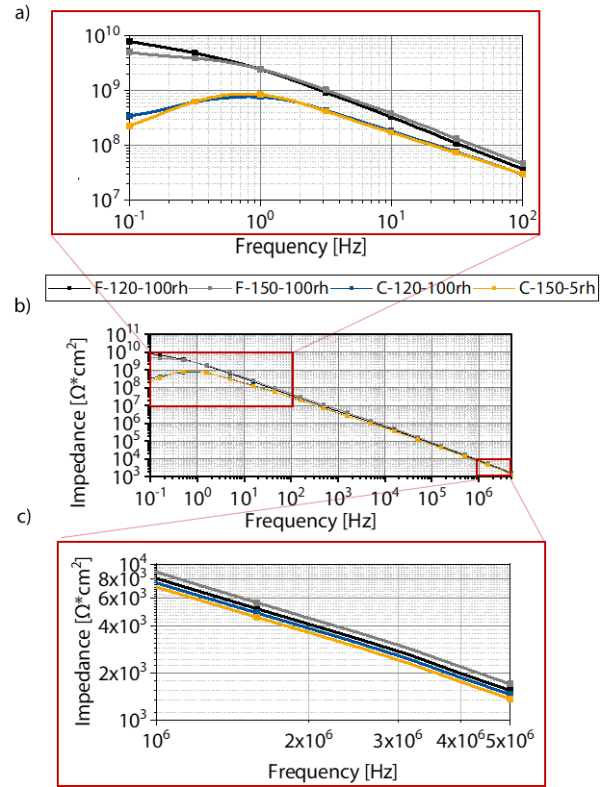 a)
10^10
10^9
10^8
10^7
10^-1 10^0 10^1 10^2
Frequency [Hz]
F-120-100rh F-150-100rh C-120-100rh C-150-5rh
b)
Impedance [Ω*cm2]
10^11
10^10
10^9
10^8
10^7
10^6
10^5
10^4
10^3
10^-1 10^0 10^1 10^2 10^3 10^4 10^5 10^6
Frequency [Hz]
c)
Impedance [Ω*cm2]
10^4
8x10^3
6x10^3
4x10^3
2x10^3
10^3
10^6 2x10^6 3x10^6 4x10^6 5x10^6
Frequency [Hz]